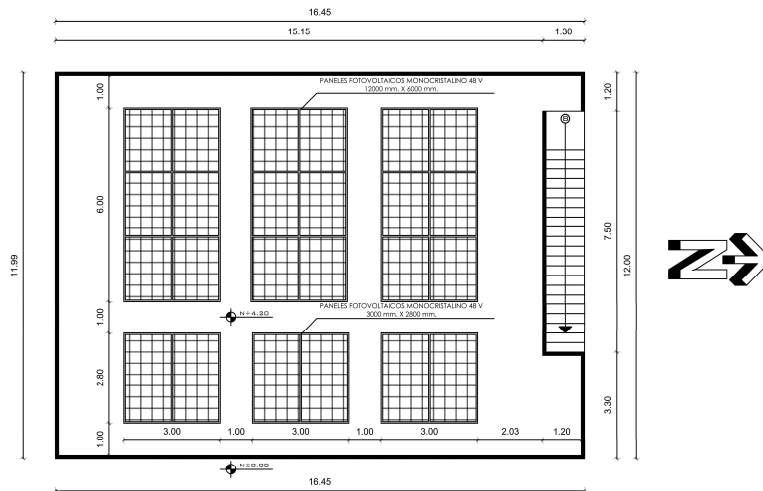 16.45
15.15 1.30
PANELES FOTOVOLTAICOS MONOCRISTALINO 48 V
12000 mm. X 6000 mm.
1.00
1.20
6.00
7.50
11.99
12.00
N
PANELES FOTOVOLTAICOS MONOCRISTALINO 48 V
3000 mm. X 2800 mm.
N+4.20
1.00
2.80
3.30
3.00 1.00 3.00 1.00 3.00 2.03 1.20
1.00
N±0.00
16.45